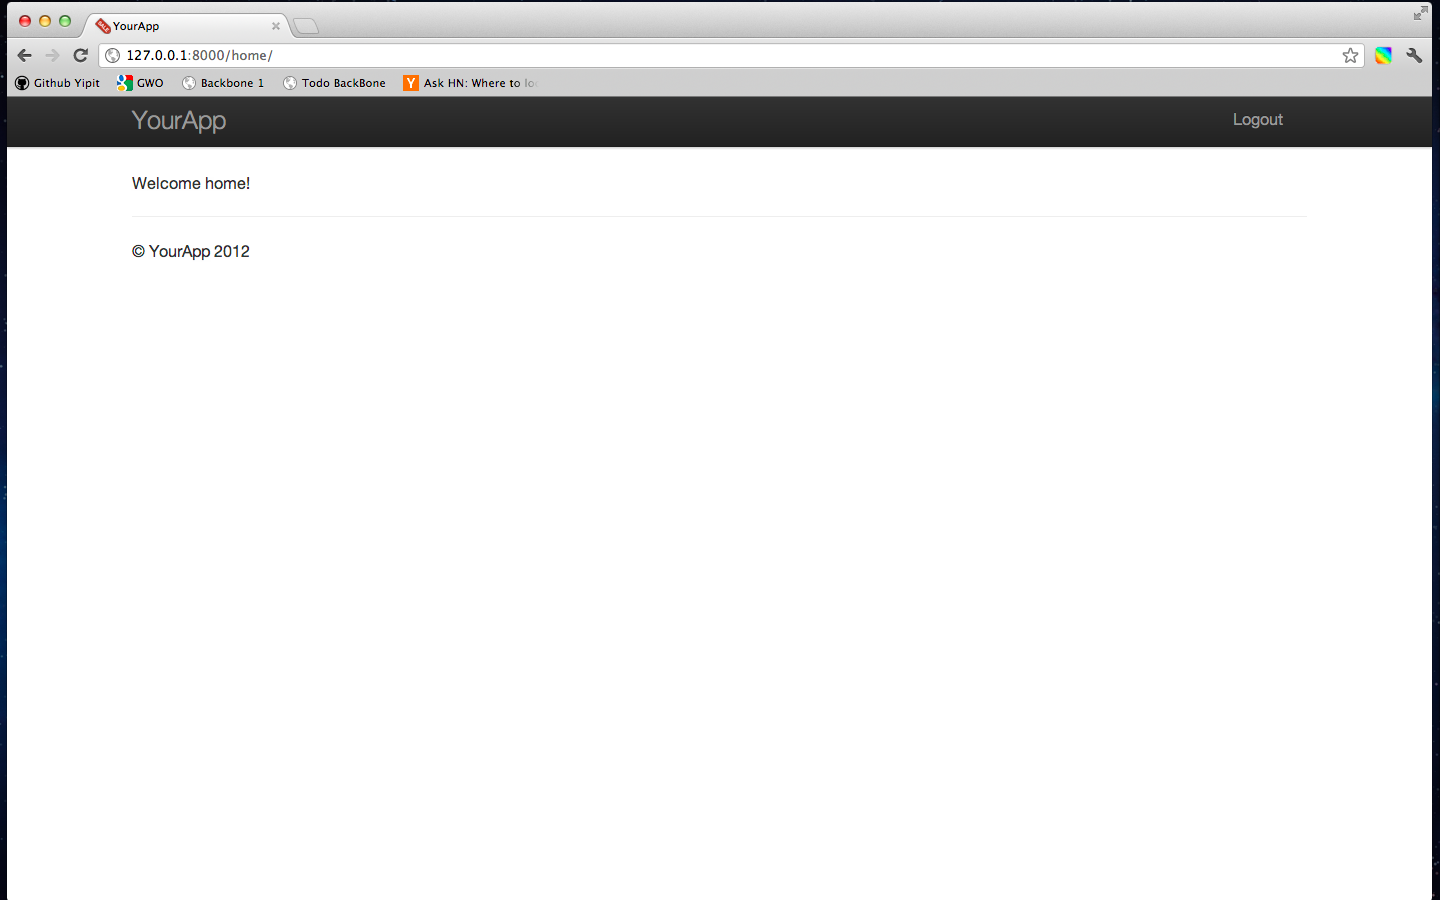 YourApp
127.0.0.1:8000/home/
Github Yipit GWO Backbone 1 Todo BackBone Y Ask HN: Where to
YourApp Logout
Welcome home!
© YourApp 2012